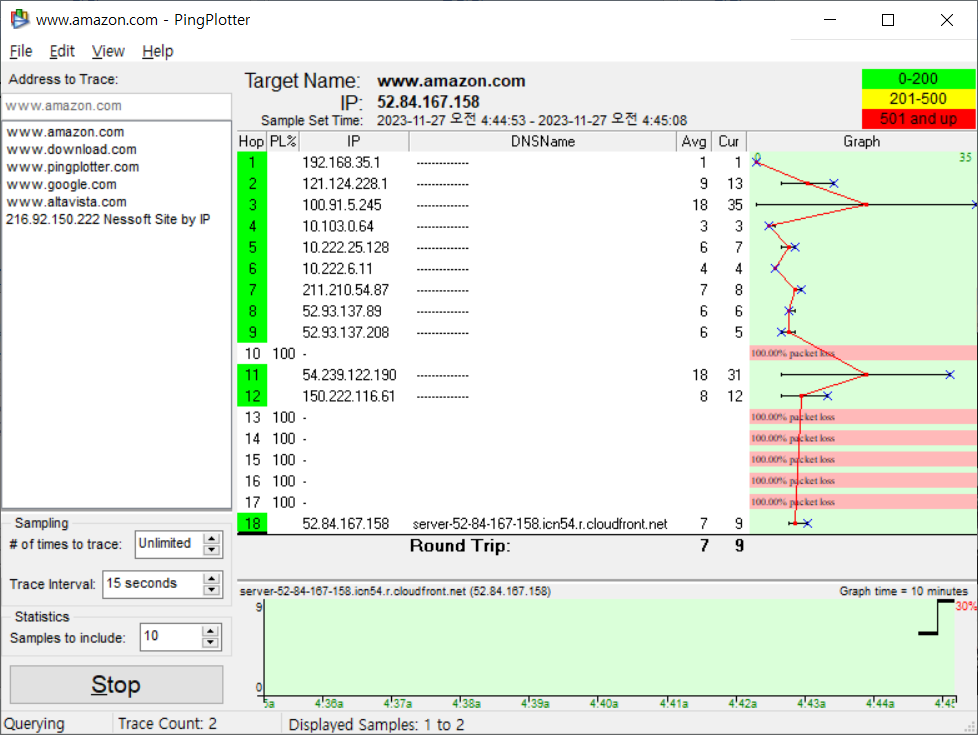 www.amazon.com - PingPlotter
File Edit View Help
Address to Trace:
www.amazon.com
www.amazon.com
www.download.com
www.pingplotter.com
www.google.com
www.altavista.com
216.92.150.222 Nessoft Site by IP
Sampling
# of times to trace: Unlimited
Trace Interval: 15 seconds
Statistics
Samples to include: 10
Stop
Target Name: www.amazon.com
IP: 52.84.167.158
Sample Set Time: 2023-11-27 오전 4:44:53 - 2023-11-27 오전 4:45:08
0-200
201-500
501 and up
Hop PL% IP DNSName Avg Cur Graph
0 35
1 192.168.35.1 ------------- 1 1
2 121.124.228.1 ------------- 9 13
3 100.91.5.245 ------------- 18 35
4 10.103.0.64 ------------- 3 3
5 10.222.25.128 ------------- 6 7
6 10.222.6.11 ------------- 4 4
7 211.210.54.87 ------------- 7 8
8 52.93.137.89 ------------- 6 6
9 52.93.137.208 ------------- 6 5
10 100 - 100.00% packet loss
11 54.239.122.190 ------------- 18 31
12 150.222.116.61 ------------- 8 12
13 100 - 100.00% packet loss
14 100 - 100.00% packet loss
15 100 - 100.00% packet loss
16 100 - 100.00% packet loss
17 100 - 100.00% packet loss
18 52.84.167.158 server-52-84-167-158.icn54.r.cloudfront.net 7 9
Round Trip: 7 9
server-52-84-167-158.icn54.r.cloudfront.net (52.84.167.158) Graph time = 10 minutes
9 30%
0
5a 4:36a 4:37a 4:38a 4:39a 4:40a 4:41a 4:42a 4:43a 4:44a 4:45
Querying Trace Count: 2 Displayed Samples: 1 to 2